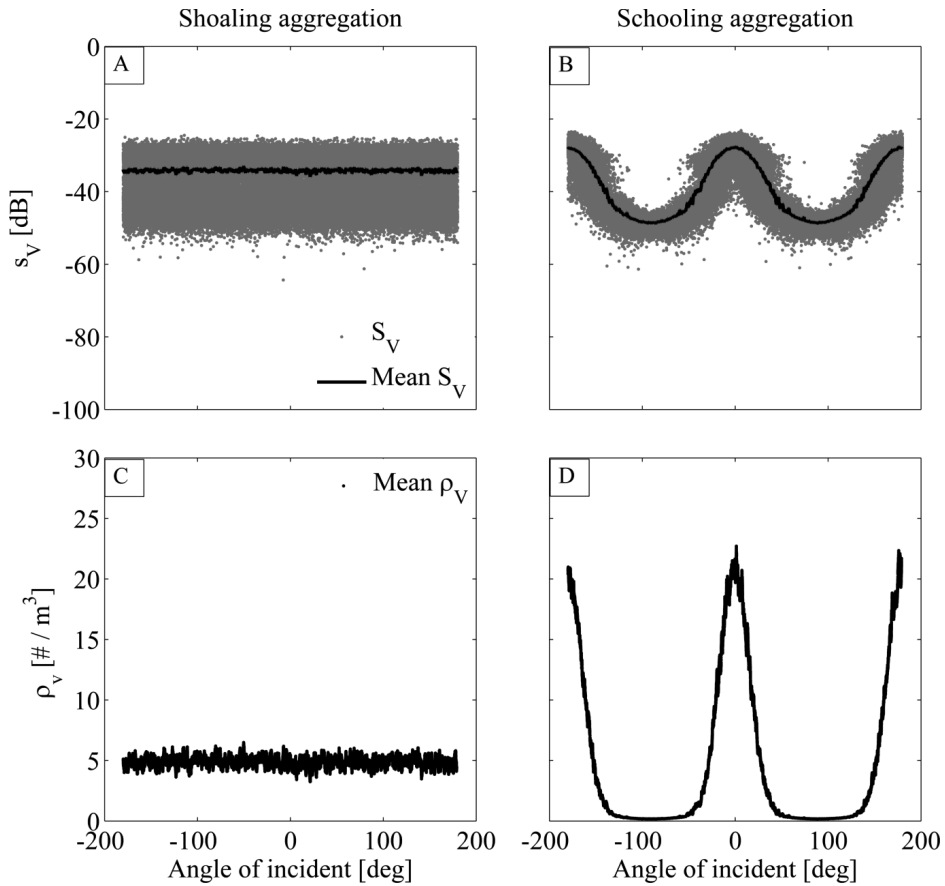 Shoaling aggregation
Schooling aggregation
A
B
0
-20
-40
-60
-80
-100
s_V [dB]
S_V
Mean S_V
C
D
30
25
20
15
10
5
0
ρ_v [# / m³]
Mean ρ_V
-200
-100
0
100
200
-200
-100
0
100
200
Angle of incident [deg]
Angle of incident [deg]